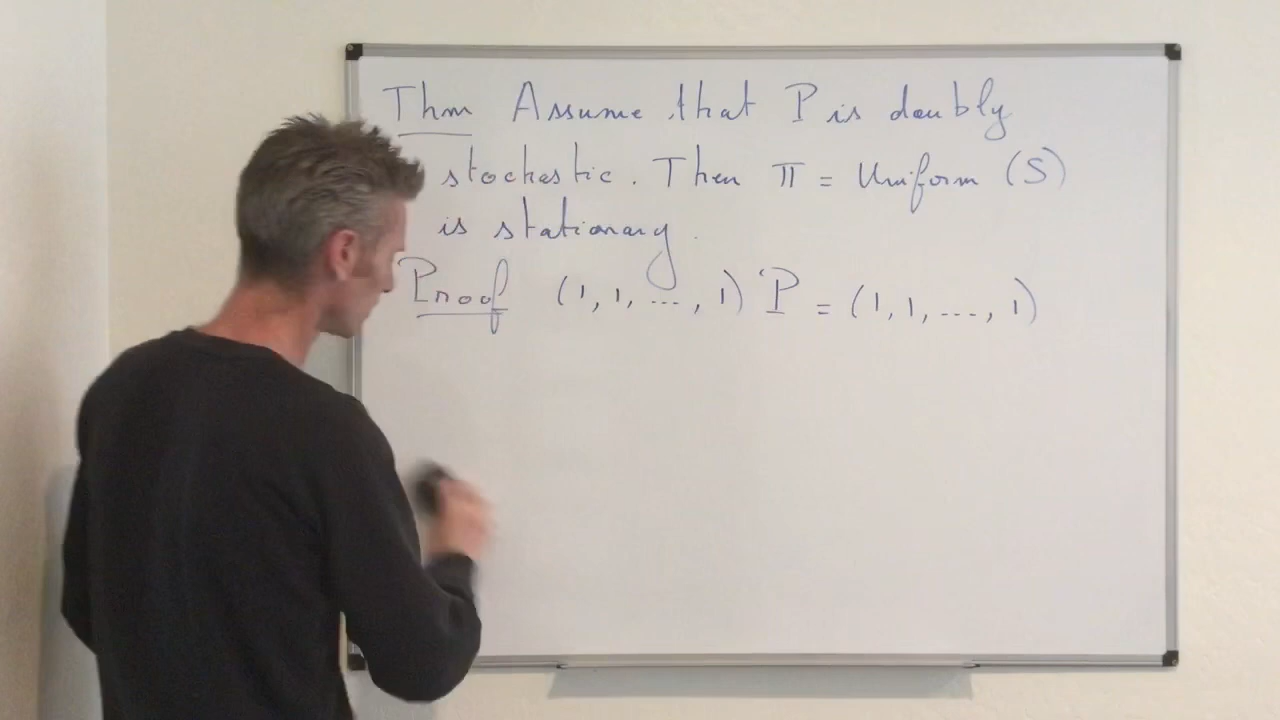 Thm Assume that P is doubly
stochastic. Then π = Uniform (S)
is stationary.
Proof (1, 1, ..., 1) P = (1, 1, ..., 1)